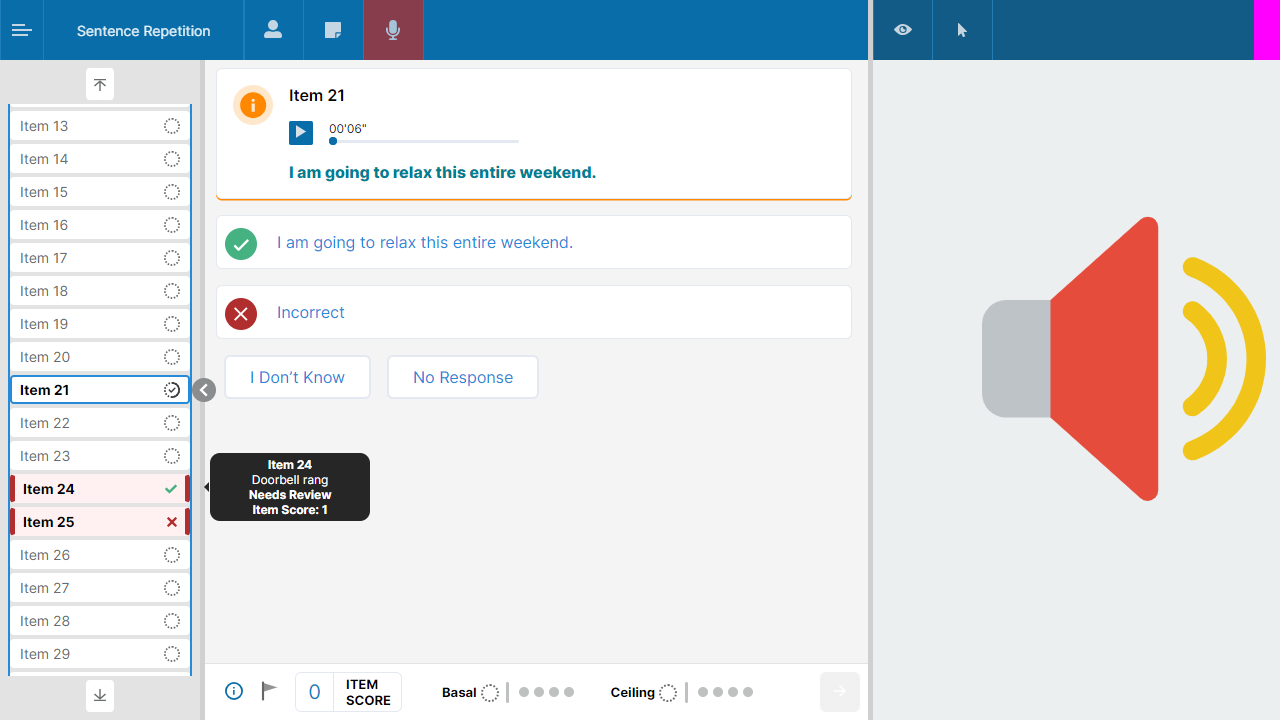 Sentence Repetition
Item 13
Item 14
Item 15
Item 16
Item 17
Item 18
Item 19
Item 20
Item 21
Item 22
Item 23
Item 24
Item 25
Item 26
Item 27
Item 28
Item 29
Item 21
00'06"
I am going to relax this entire weekend.
I am going to relax this entire weekend.
Incorrect
I Don’t Know
No Response
Item 24
Doorbell rang
Needs Review
Item Score: 1
0
ITEM
SCORE
Basal
Ceiling